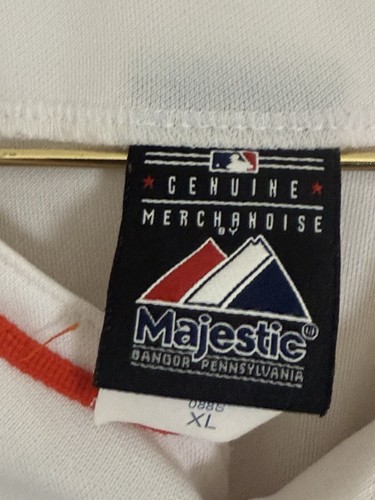 GENUINE
MERCHANDISE
BY
Majestic
BANGOR PENNSYLVANIA
XL